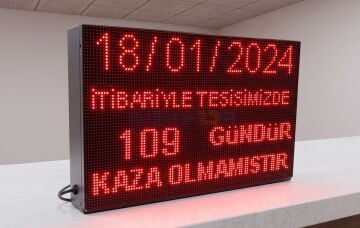 18/01/2024
İTİBARİYLE TESİSİMİZDE
109 GÜNDÜR
KAZA OLMAMIŞTIR